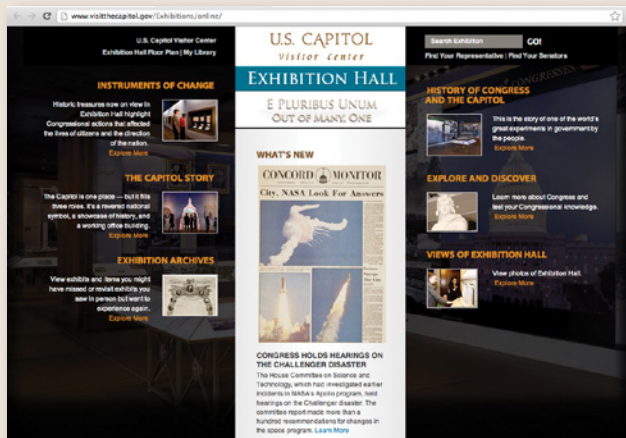 www.visitthecapitol.gov/Exhibitions/online/
U.S. Capitol Visitor Center
Exhibition Hall Floor Plan | My Library
INSTRUMENTS OF CHANGE
Historic treasures now on view in
Exhibition Hall highlight
Congressional actions that affected
the lives of citizens and the direction
of the nation.
Explore More
THE CAPITOL STORY
The Capitol is one place — but it fills
three roles. It's a revered national
symbol, a showcase of history, and
a working office building.
Explore More
EXHIBITION ARCHIVES
View exhibits and items you might
have missed or revisit exhibits you
saw in person but want to
experience again.
Explore More
U.S. CAPITOL
Visitor Center
EXHIBITION HALL
E PLURIBUS UNUM
OUT OF MANY, ONE
WHAT'S NEW
CONCORD MONITOR
City, NASA Look For Answers
CONGRESS HOLDS HEARINGS ON
THE CHALLENGER DISASTER
The House Committee on Science and
Technology, which had investigated earlier
incidents in NASA's Apollo program, held
hearings on the Challenger disaster. The
committee report made more than a
hundred recommendations for changes in
the space program. Learn More
Search Exhibition GO!
Find Your Representative | Find Your Senators
HISTORY OF CONGRESS
AND THE CAPITOL
This is the story of one of the world's
great experiments in government by
the people.
Explore More
EXPLORE AND DISCOVER
Learn more about Congress and
test your Congressional knowledge.
Explore More
VIEWS OF EXHIBITION HALL
View photos of Exhibition Hall.
Explore More